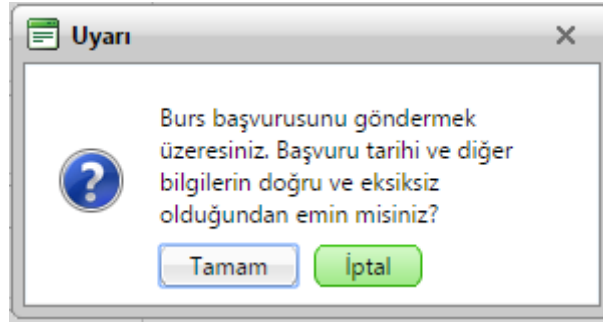 Uyarı
Burs başvurusunu göndermek
üzeresiniz. Başvuru tarihi ve diğer
bilgilerin doğru ve eksiksiz
olduğundan emin misiniz?
Tamam İptal